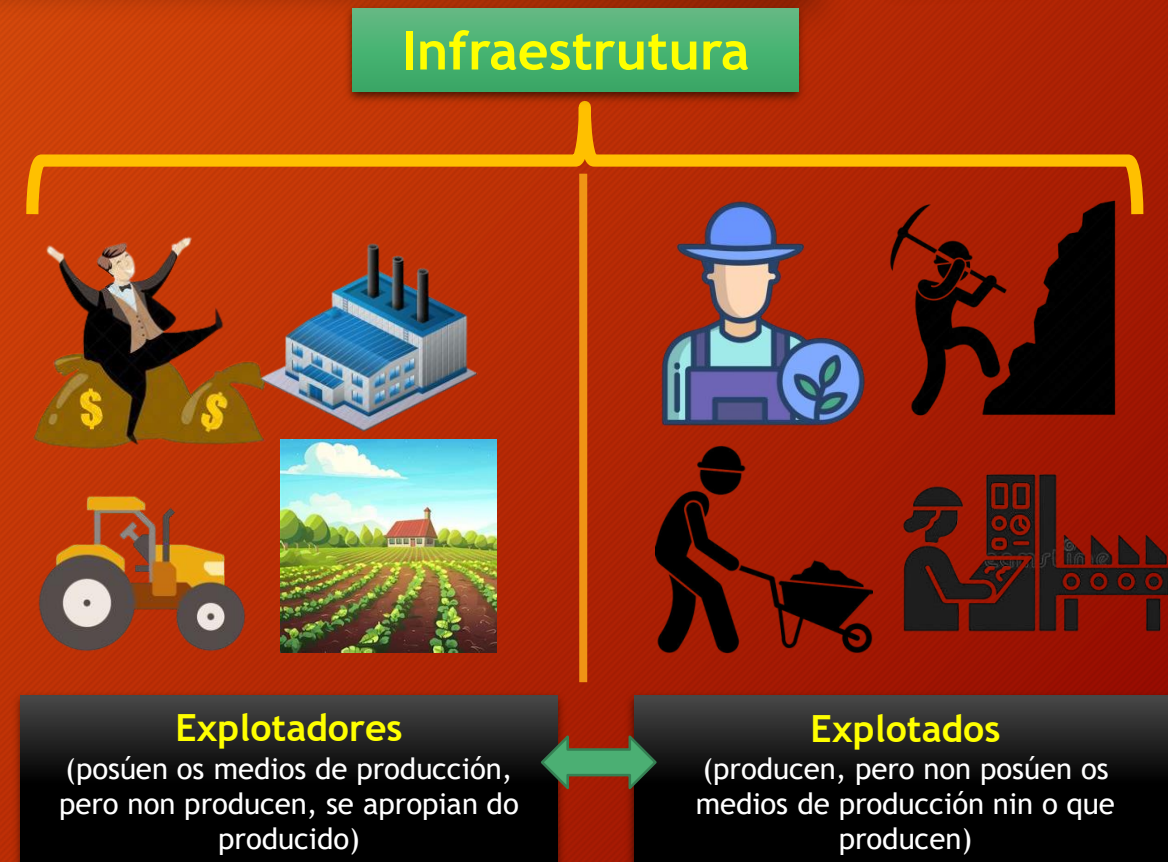 Infraestrutura
$
$
Explotadores
(posúen os medios de producción,
pero non producen, se apropian do
producido)
Explotados
(producen, pero non posúen os
medios de producción nin o que
producen)